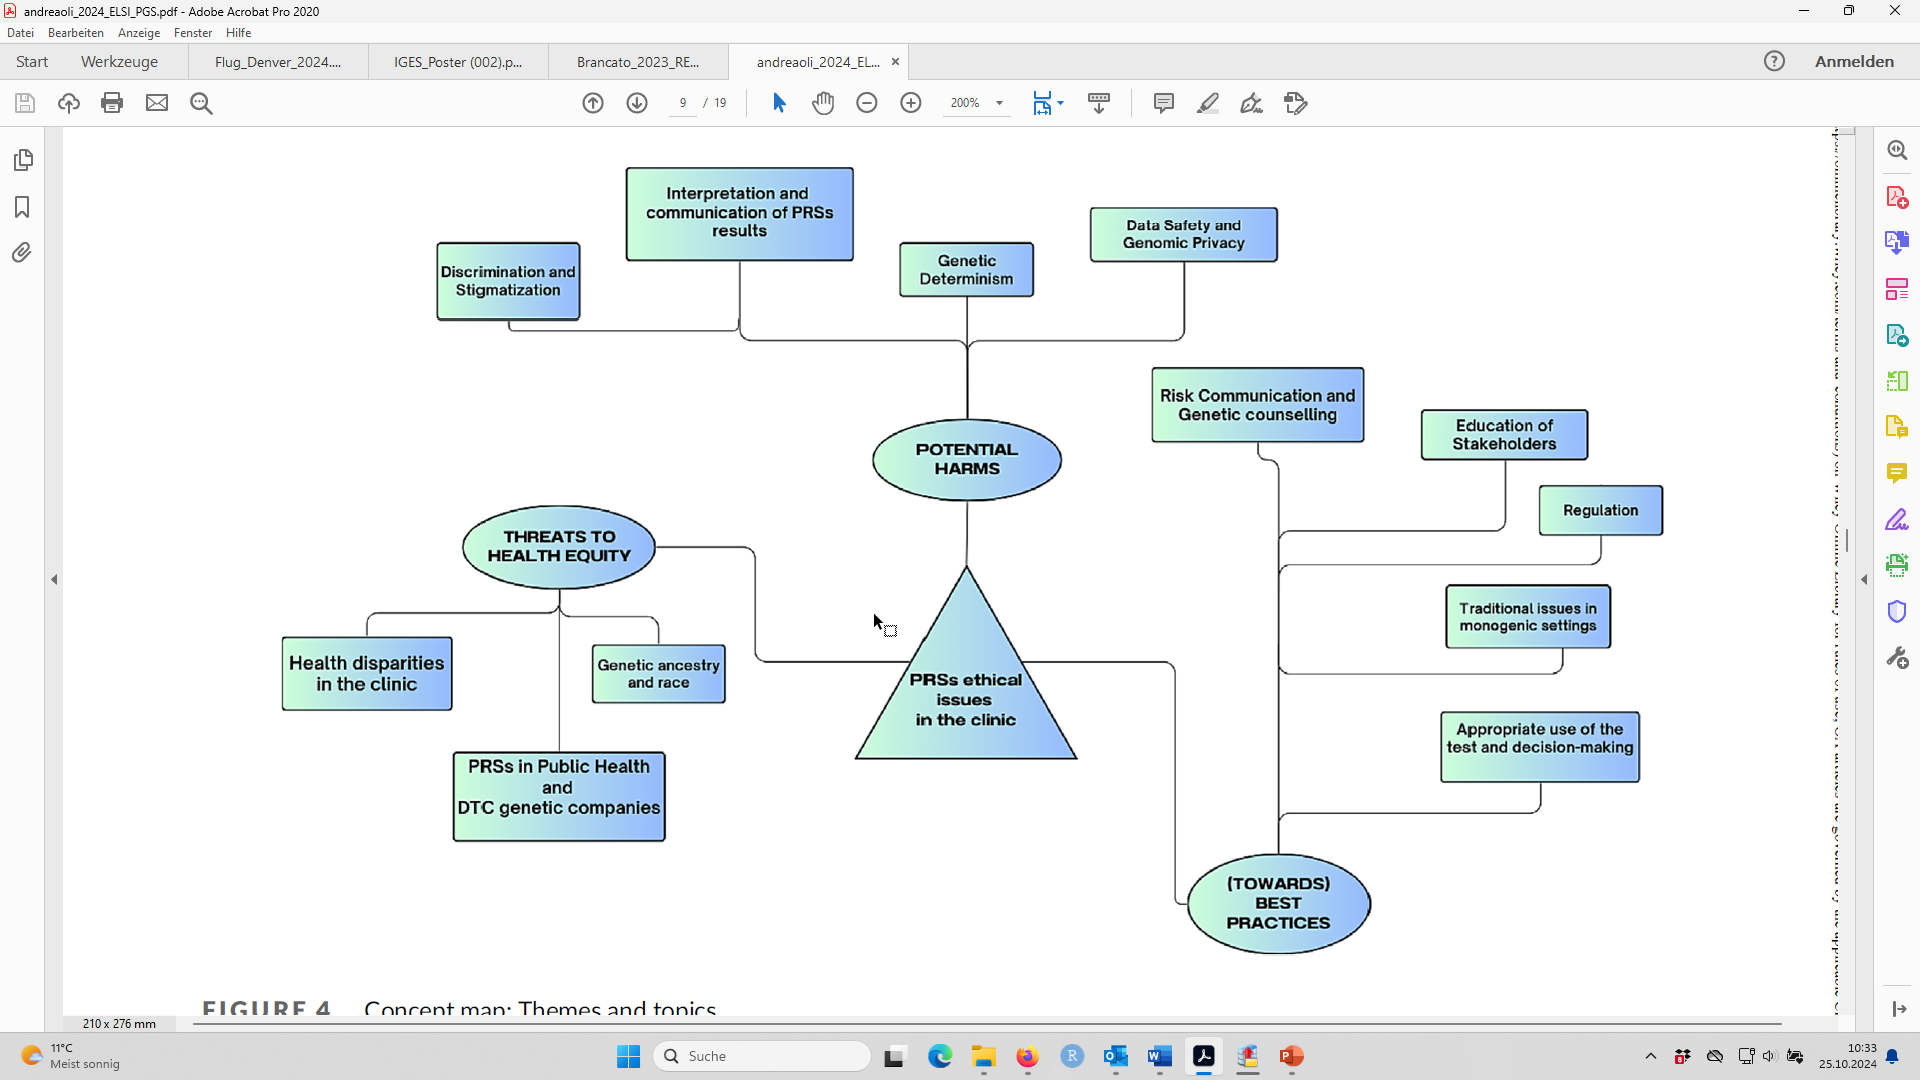 andreaoli_2024_ELSI_PGS.pdf - Adobe Acrobat Pro 2020
Datei Bearbeiten Anzeige Fenster Hilfe
Start Werkzeuge Flug_Denver_2024.... IGES_Poster (002).p... Brancato_2023_RE... andreaoli_2024_EL... Anmelden
9 / 19 200%
Interpretation and
communication of PRSs
results
Discrimination and
Stigmatization
Genetic
Determinism
Data Safety and
Genomic Privacy
POTENTIAL
HARMS
Risk Communication and
Genetic counselling
Education of
Stakeholders
Regulation
Traditional issues in
monogenic settings
Appropriate use of the
test and decision-making
THREATS TO
HEALTH EQUITY
Health disparities
in the clinic
Genetic ancestry
and race
PRSs in Public Health
and
DTC genetic companies
PRSs ethical
issues
in the clinic
(TOWARDS)
BEST
PRACTICES
FIGURE 4 Concept map: Themes and topics
210 x 276 mm
11°C
Meist sonnig
Suche
10:33
25.10.2024